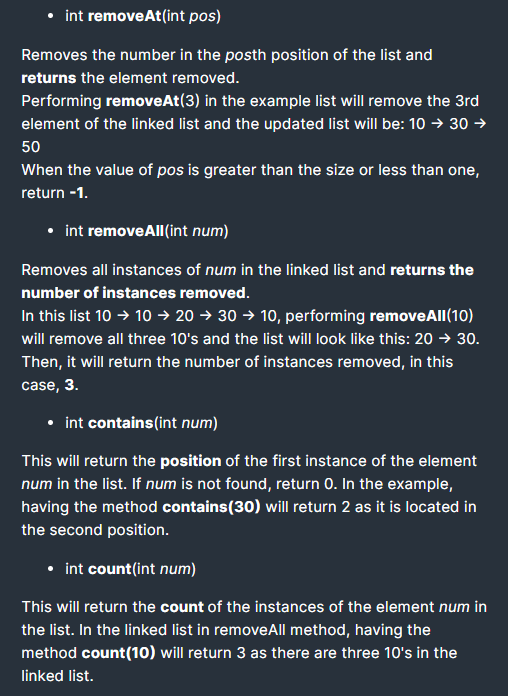 • int removeAt(int pos)
Removes the number in the posth position of the list and
returns the element removed.
Performing removeAt(3) in the example list will remove the 3rd
element of the linked list and the updated list will be: 10 → 30 →
50
When the value of pos is greater than the size or less than one,
return -1.
• int removeAll(int num)
Removes all instances of num in the linked list and returns the
number of instances removed.
In this list 10 → 10 → 20 → 30 → 10, performing removeAll(10)
will remove all three 10's and the list will look like this: 20 → 30.
Then, it will return the number of instances removed, in this
case, 3.
• int contains(int num)
This will return the position of the first instance of the element
num in the list. If num is not found, return 0. In the example,
having the method contains(30) will return 2 as it is located in
the second position.
• int count(int num)
This will return the count of the instances of the element num in
the list. In the linked list in removeAll method, having the
method count(10) will return 3 as there are three 10's in the
linked list.